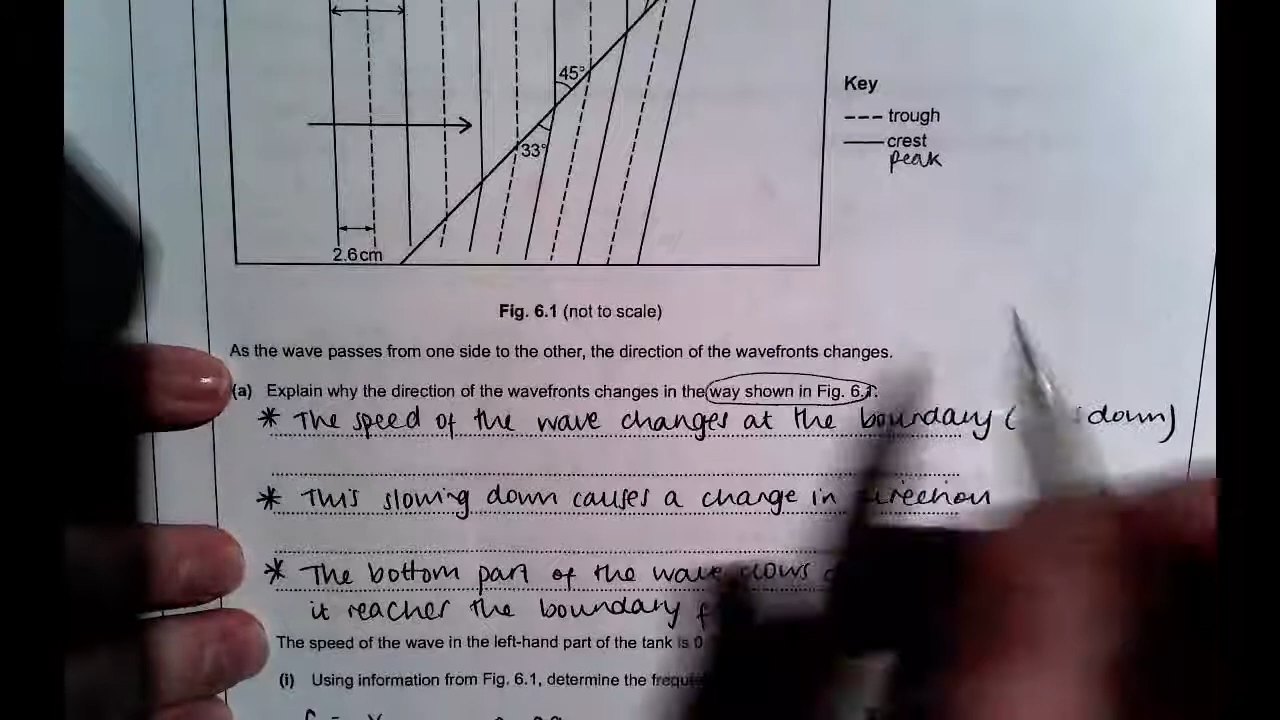 45°
33°
2.6cm
Key
trough
crest
peak
Fig. 6.1 (not to scale)
As the wave passes from one side to the other, the direction of the wavefronts changes.
(a) Explain why the direction of the wavefronts changes in the way shown in Fig. 6.1.
* The speed of the wave changes at the boundary ( down)
* This slowing down causes a change in direction
* The bottom part of the wave slows
it reaches the boundary
The speed of the wave in the left-hand part of the tank is 0
(i) Using information from Fig. 6.1, determine the